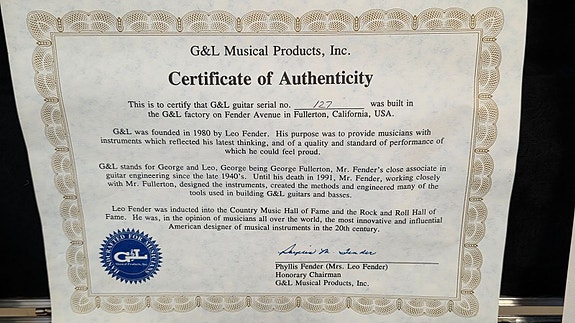 G&L Musical Products, Inc.
Certificate of Authenticity
This is to certify that G&L guitar serial no. 127 was built in
the G&L factory on Fender Avenue in Fullerton, California, USA.
G&L was founded in 1980 by Leo Fender. His purpose was to provide musicians with
instruments which reflected his latest thinking, and of a quality and standard of performance of
which he could feel proud.
G&L stands for George and Leo, George being George Fullerton, Mr. Fender's close associate in
guitar engineering since the late 1940's. Until his death in 1991, Mr. Fender, working closely
with Mr. Fullerton, designed the instruments, created the methods and engineered many of the
tools used in building G&L guitars and basses.
Leo Fender was inducted into the Country Music Hall of Fame and the Rock and Roll Hall of
Fame. He was, in the opinion of musicians all over the world, the most innovative and influential
American designer of musical instruments in the 20th century.
G&L
Musical Products, Inc.
Phyllis M Fender
Phyllis Fender (Mrs. Leo Fender)
Honorary Chairman
G&L Musical Products, Inc.